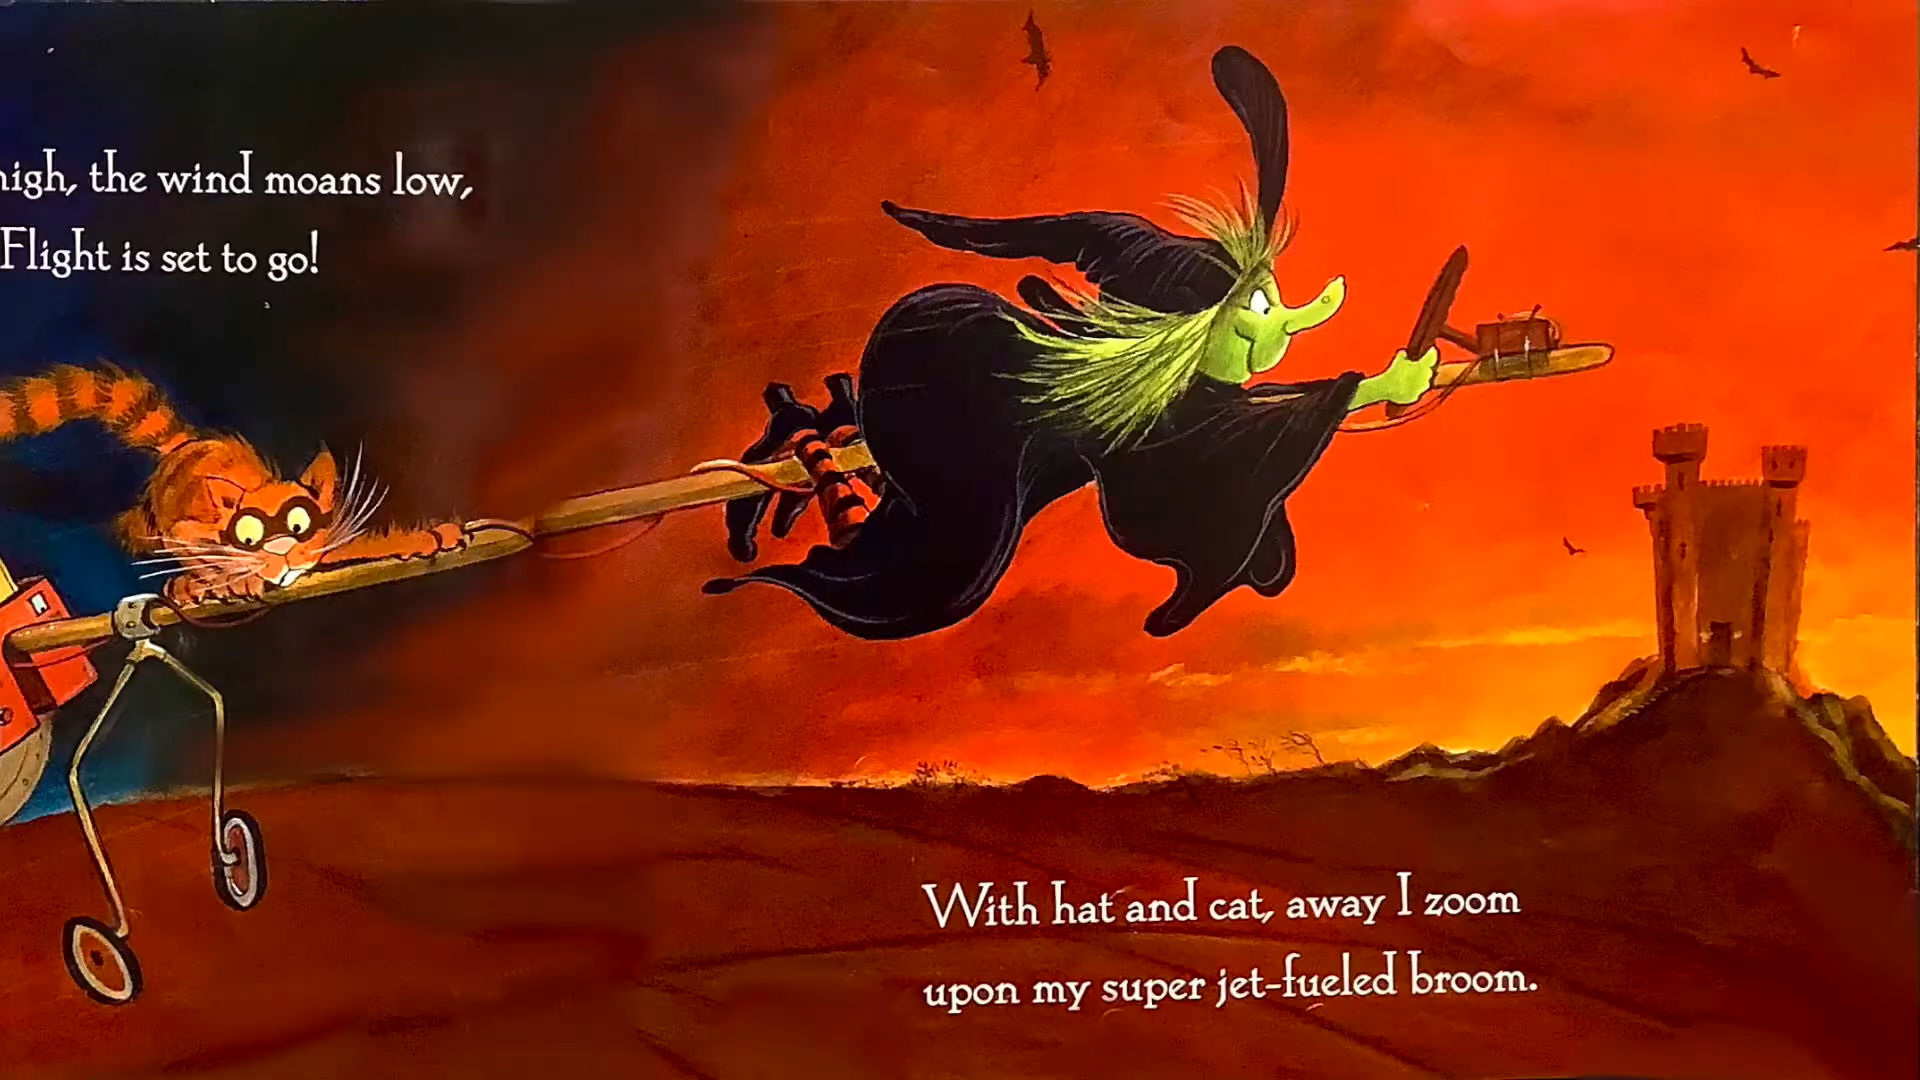 high, the wind moans low,
Flight is set to go!
With hat and cat, away I zoom
upon my super jet-fueled broom.